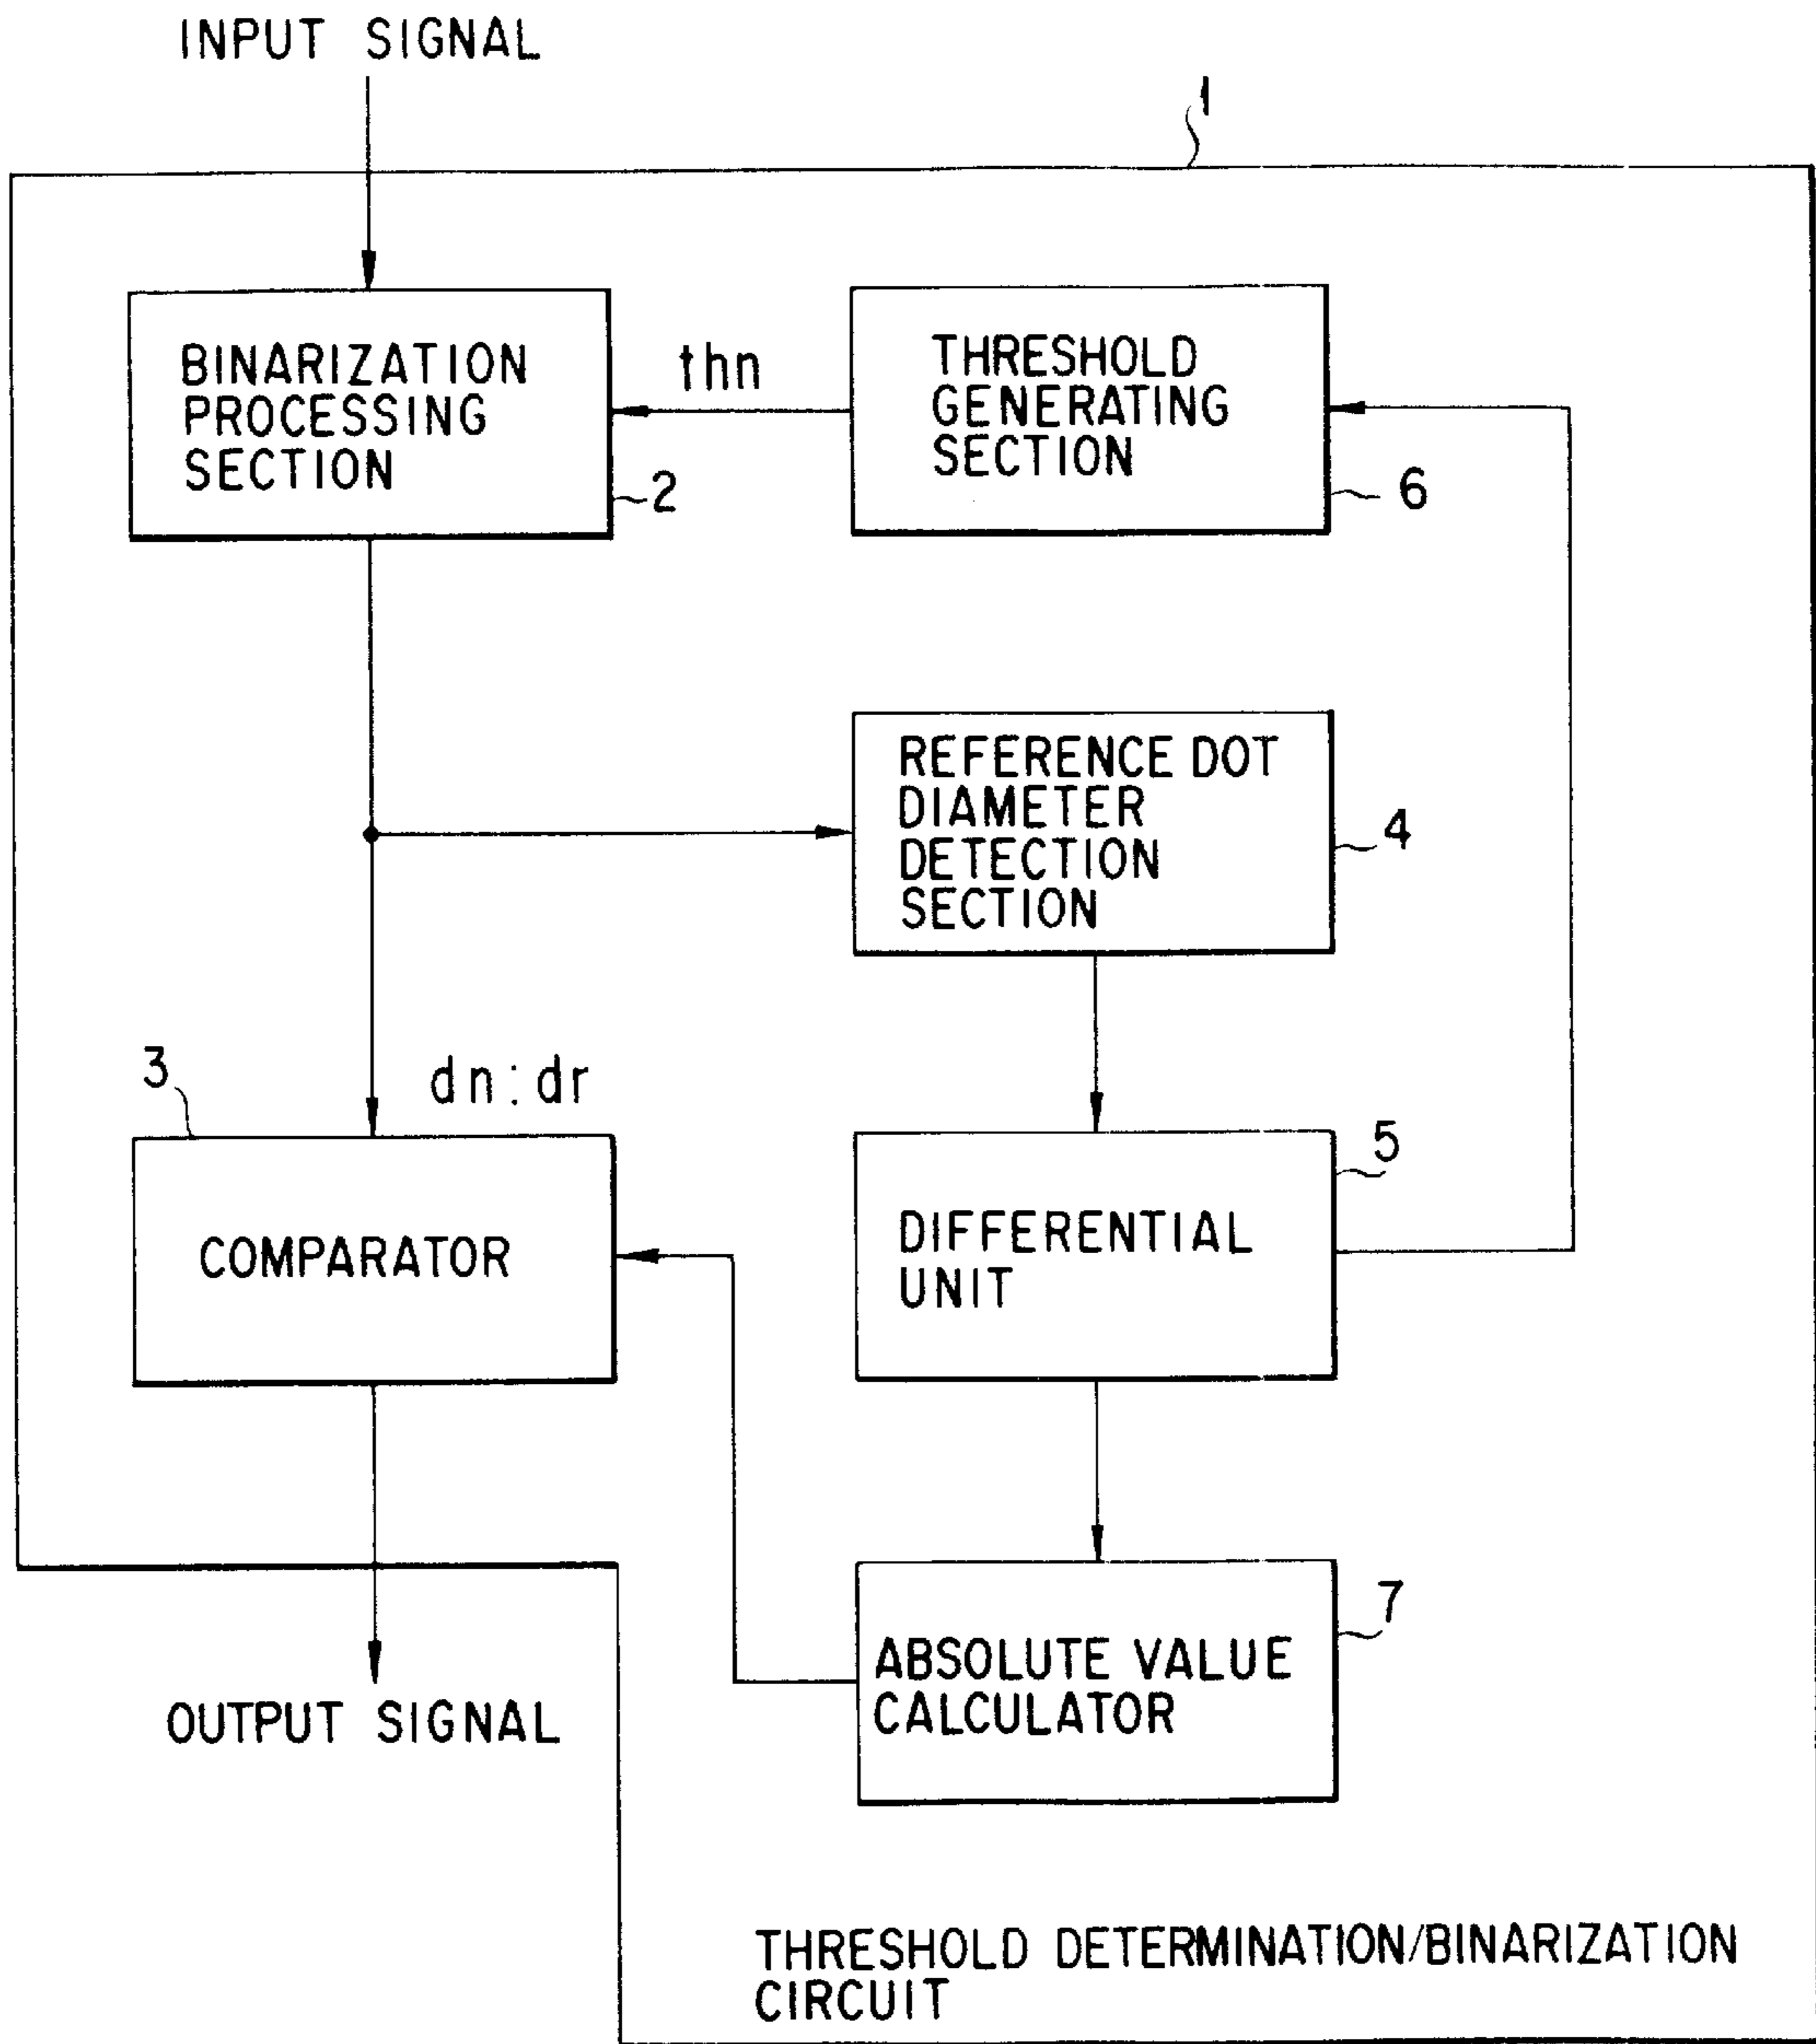 INPUT SIGNAL
1
BINARIZATION
PROCESSING
SECTION
2
thn
THRESHOLD
GENERATING
SECTION
6
REFERENCE DOT
DIAMETER
DETECTION
SECTION
4
3
dn:dr
COMPARATOR
5
DIFFERENTIAL
UNIT
7
ABSOLUTE VALUE
CALCULATOR
OUTPUT SIGNAL
THRESHOLD DETERMINATION/BINARIZATION
CIRCUIT